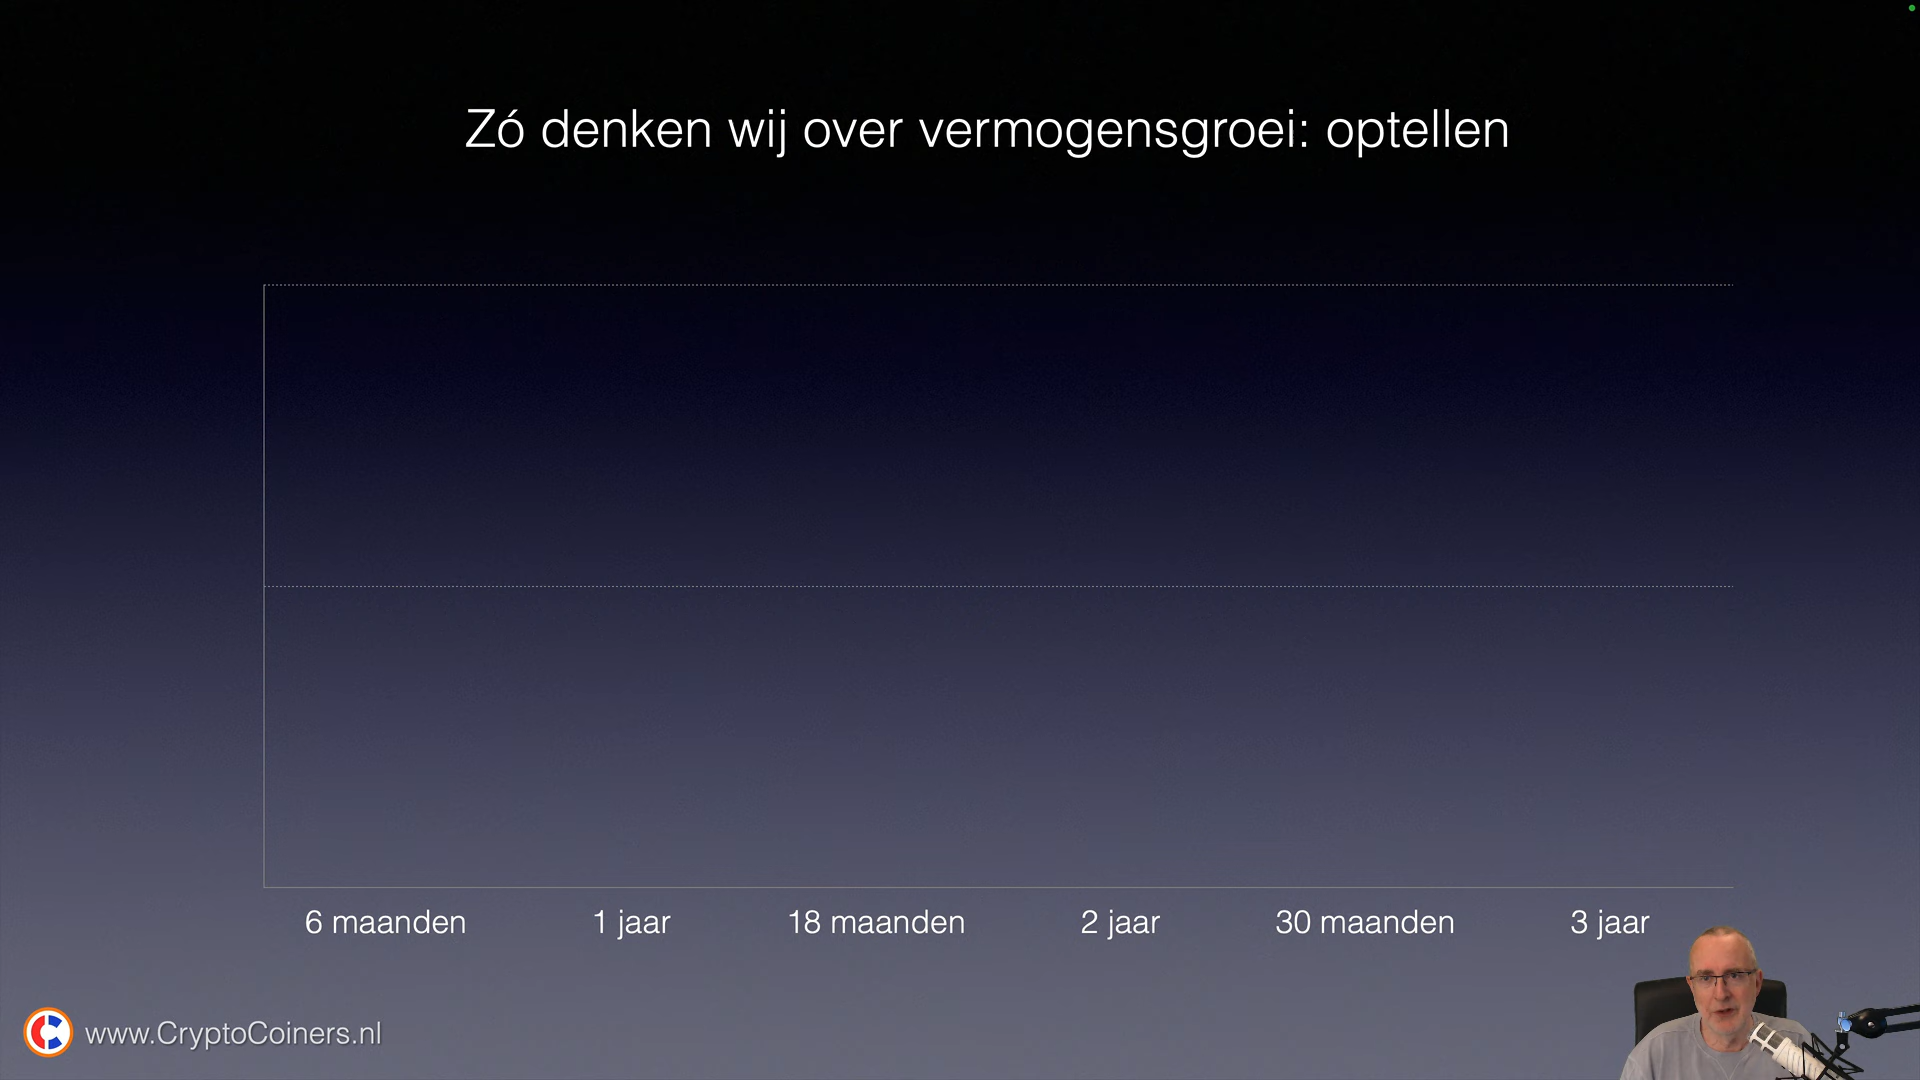 Zó denken wij over vermogensgroei: optellen
6 maanden 1 jaar 18 maanden 2 jaar 30 maanden 3 jaar
www.CryptoCoiners.nl